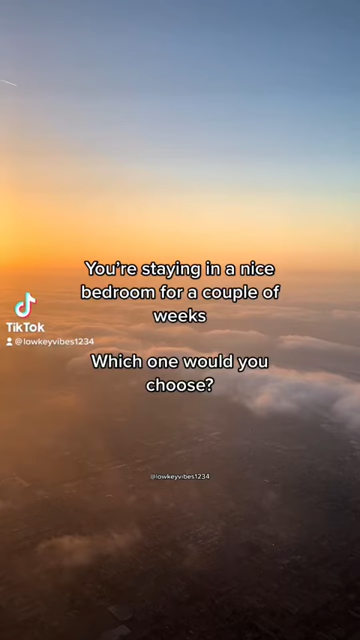 You're staying in a nice
bedroom for a couple of
weeks
Which one would you
choose?
TikTok
@lowkeyvibes1234
@lowkeyvibes1234